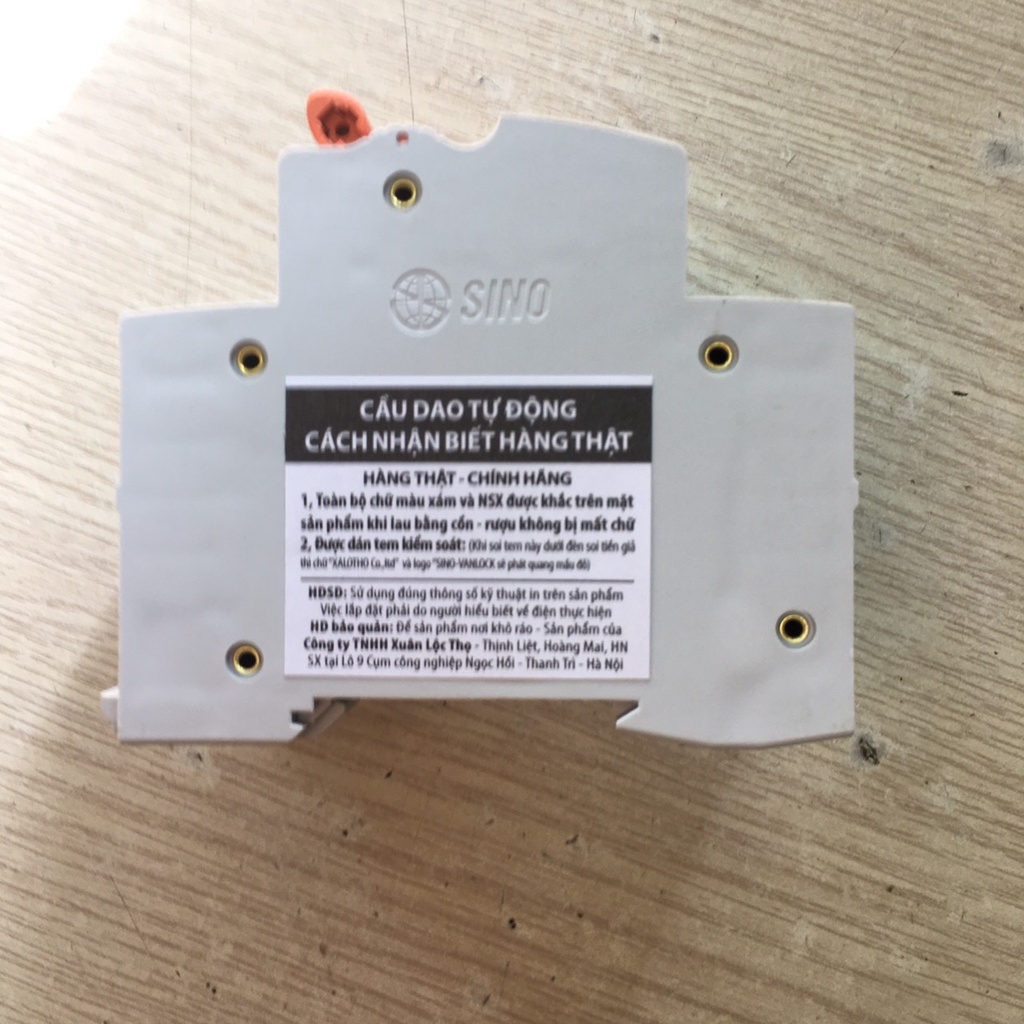 SINO
CẦU DAO TỰ ĐỘNG
CÁCH NHẬN BIẾT HÀNG THẬT
HÀNG THẬT - CHÍNH HÃNG
1, Toàn bộ chữ màu xám và NSX được khắc trên mặt
sản phẩm khi lau bằng cồn - rượu không bị mất chữ
2, Được dán tem kiểm soát: (Khi soi tem này dưới đèn soi tiền giả
thì chữ "XALOTHO Co.,ltd" và logo "SINO-VANLOCK sẽ phát quang mầu đỏ)
HDSD: Sử dụng đúng thông số kỹ thuật in trên sản phẩm
Việc lắp đặt phải do người hiểu biết về điện thực hiện
HD bảo quản: Để sản phẩm nơi khô ráo - Sản phẩm của
Công ty TNHH Xuân Lộc Thọ - Thịnh Liệt, Hoàng Mai, HN
SX tại Lô 9 Cụm công nghiệp Ngọc Hồi - Thanh Trì - Hà Nội